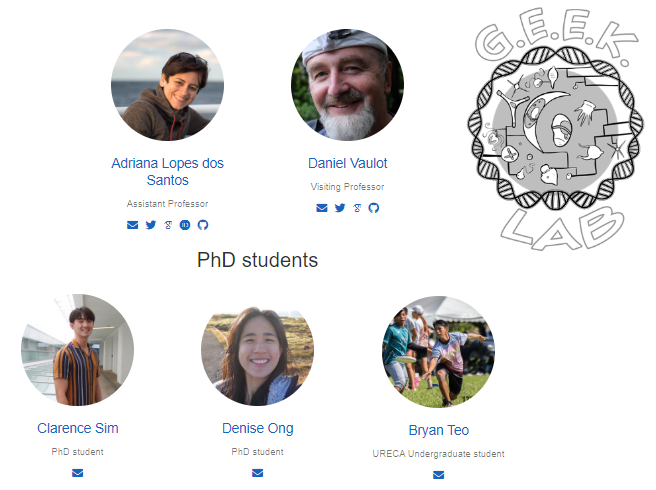 G.E.E.K.
LAB
Adriana Lopes dos
Santos
Assistant Professor
Daniel Vaulot
Visiting Professor
PhD students
Clarence Sim
PhD student
Denise Ong
PhD student
Bryan Teo
URECA Undergraduate student